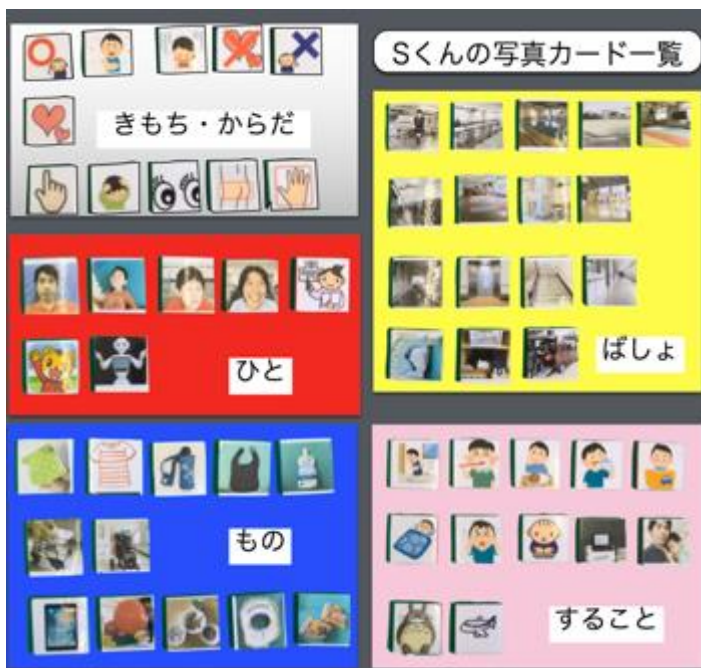 Sくんの写真カード一覧
きもち・からだ
ばしょ
ひと
もの
すること